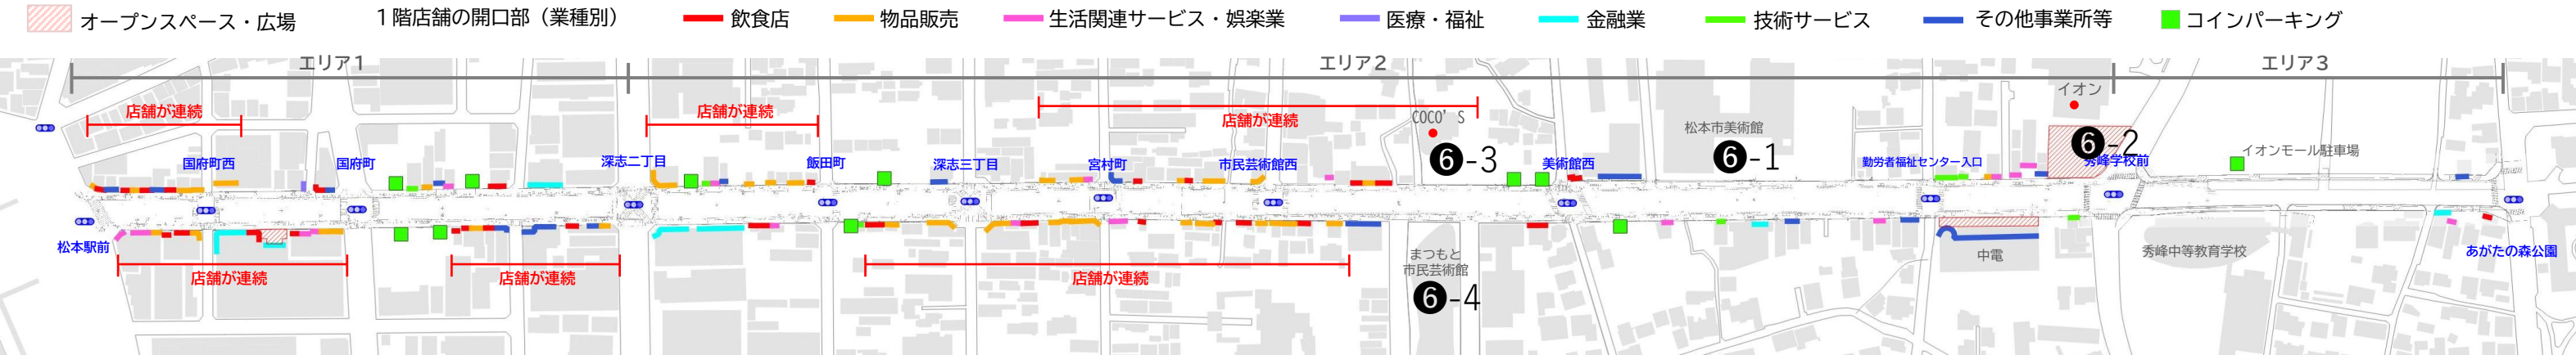 オープンスペース・広場 １階店舗の開口部（業種別） 飲食店 物品販売 生活関連サービス・娯楽業 医療・福祉 金融業 技術サービス その他事業所等 コインパーキング
エリア1 エリア2 エリア3
店舗が連続 店舗が連続 店舗が連続
COCO'S
イオン
松本市美術館
❻-3 ❻-1 ❻-2
国府町西 国府町 深志二丁目 飯田町 深志三丁目 宮村町 市民芸術館西 美術館西 勤労者福祉センター入口 秀峰学校前
イオンモール駐車場
松本駅前
店舗が連続 店舗が連続 店舗が連続
まつもと
市民芸術館
中電
秀峰中等教育学校
あがたの森公園
❻-4